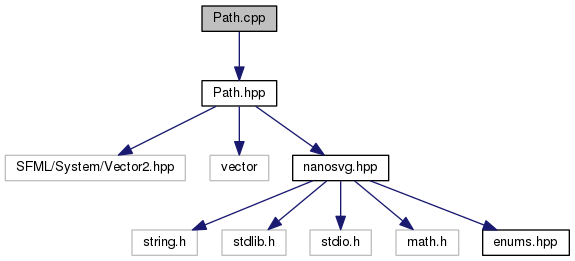 Path.cpp
Path.hpp
SFML/System/Vector2.hpp
vector
nanosvg.hpp
string.h
stdlib.h
stdio.h
math.h
enums.hpp